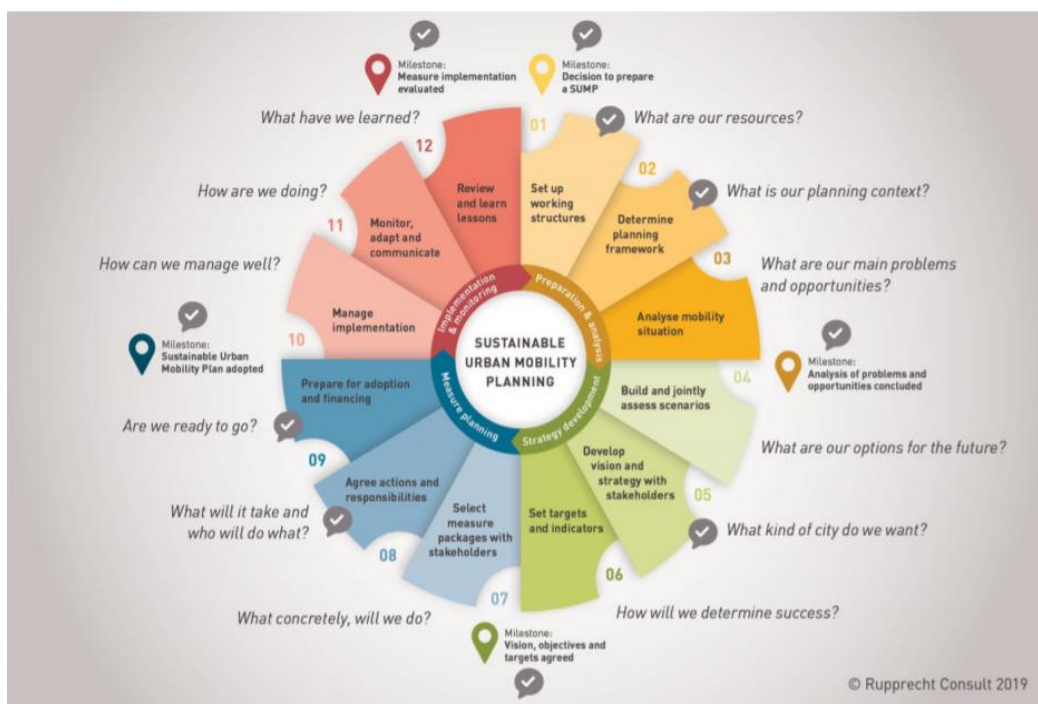 Milestone:
Measure implementation
evaluated
Milestone:
Decision to prepare
a SUMP
What have we learned?
What are our resources?
How are we doing?
What is our planning context?
How can we manage well?
What are our main problems
and opportunities?
Milestone:
Sustainable Urban
Mobility Plan adopted
Milestone:
Analysis of problems and
opportunities concluded
Are we ready to go?
What are our options for the future?
What will it take and
who will do what?
What kind of city do we want?
What concretely, will we do?
How will we determine success?
Milestone:
Vision, objectives and
targets agreed
01
Set up
working
structures
02
Determine
planning
framework
03
Analyse mobility
situation
04
Build and jointly
assess scenarios
05
Develop
vision and
strategy with
stakeholders
06
Set targets
and indicators
07
Select
measure
packages with
stakeholders
08
Agree actions and
responsibilities
09
Prepare for adoption
and financing
10
Manage
implementation
11
Monitor,
adapt and
communicate
12
Review
and learn
lessons
Preparation & analysis
Strategy development
Measure planning
Implementation
& monitoring
SUSTAINABLE
URBAN MOBILITY
PLANNING
© Rupprecht Consult 2019